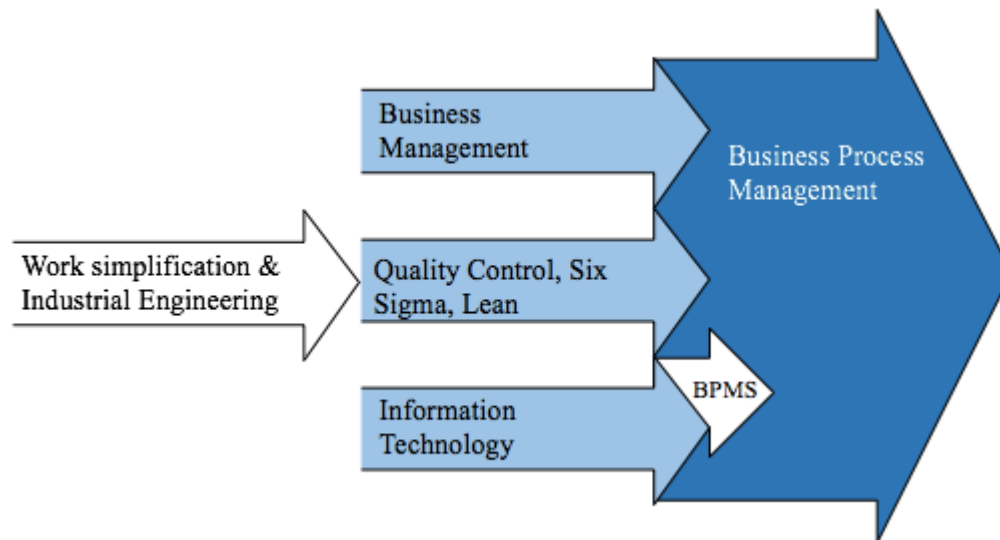 Business
Management
Business Process
Management
Work simplification &
Industrial Engineering
Quality Control, Six
Sigma, Lean
BPMS
Information
Technology